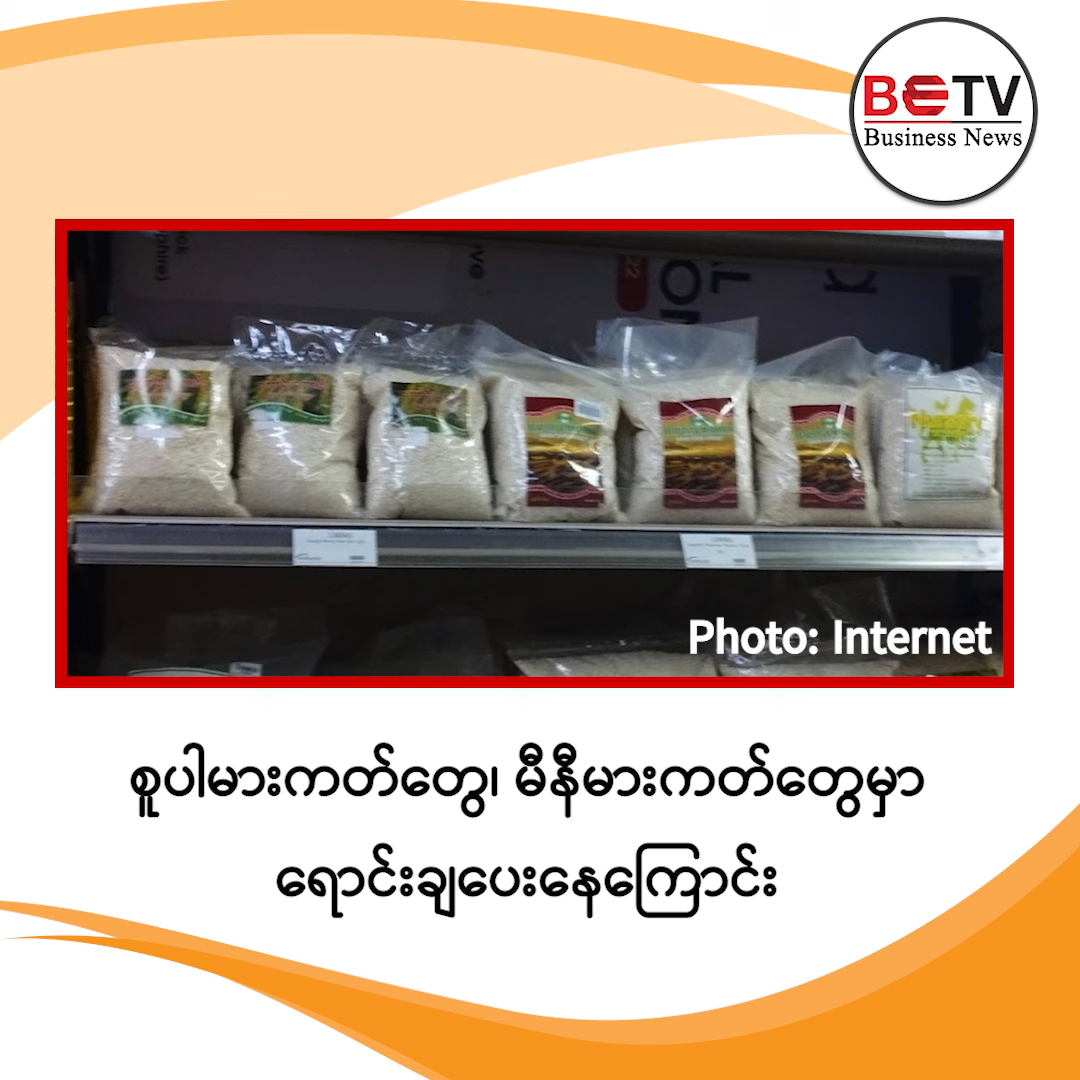 BETV
Business News
Photo: Internet
စူပါမားကတ်တွေ၊ မီနီမားကတ်တွေမှာ
ရောင်းချပေးနေကြောင်း